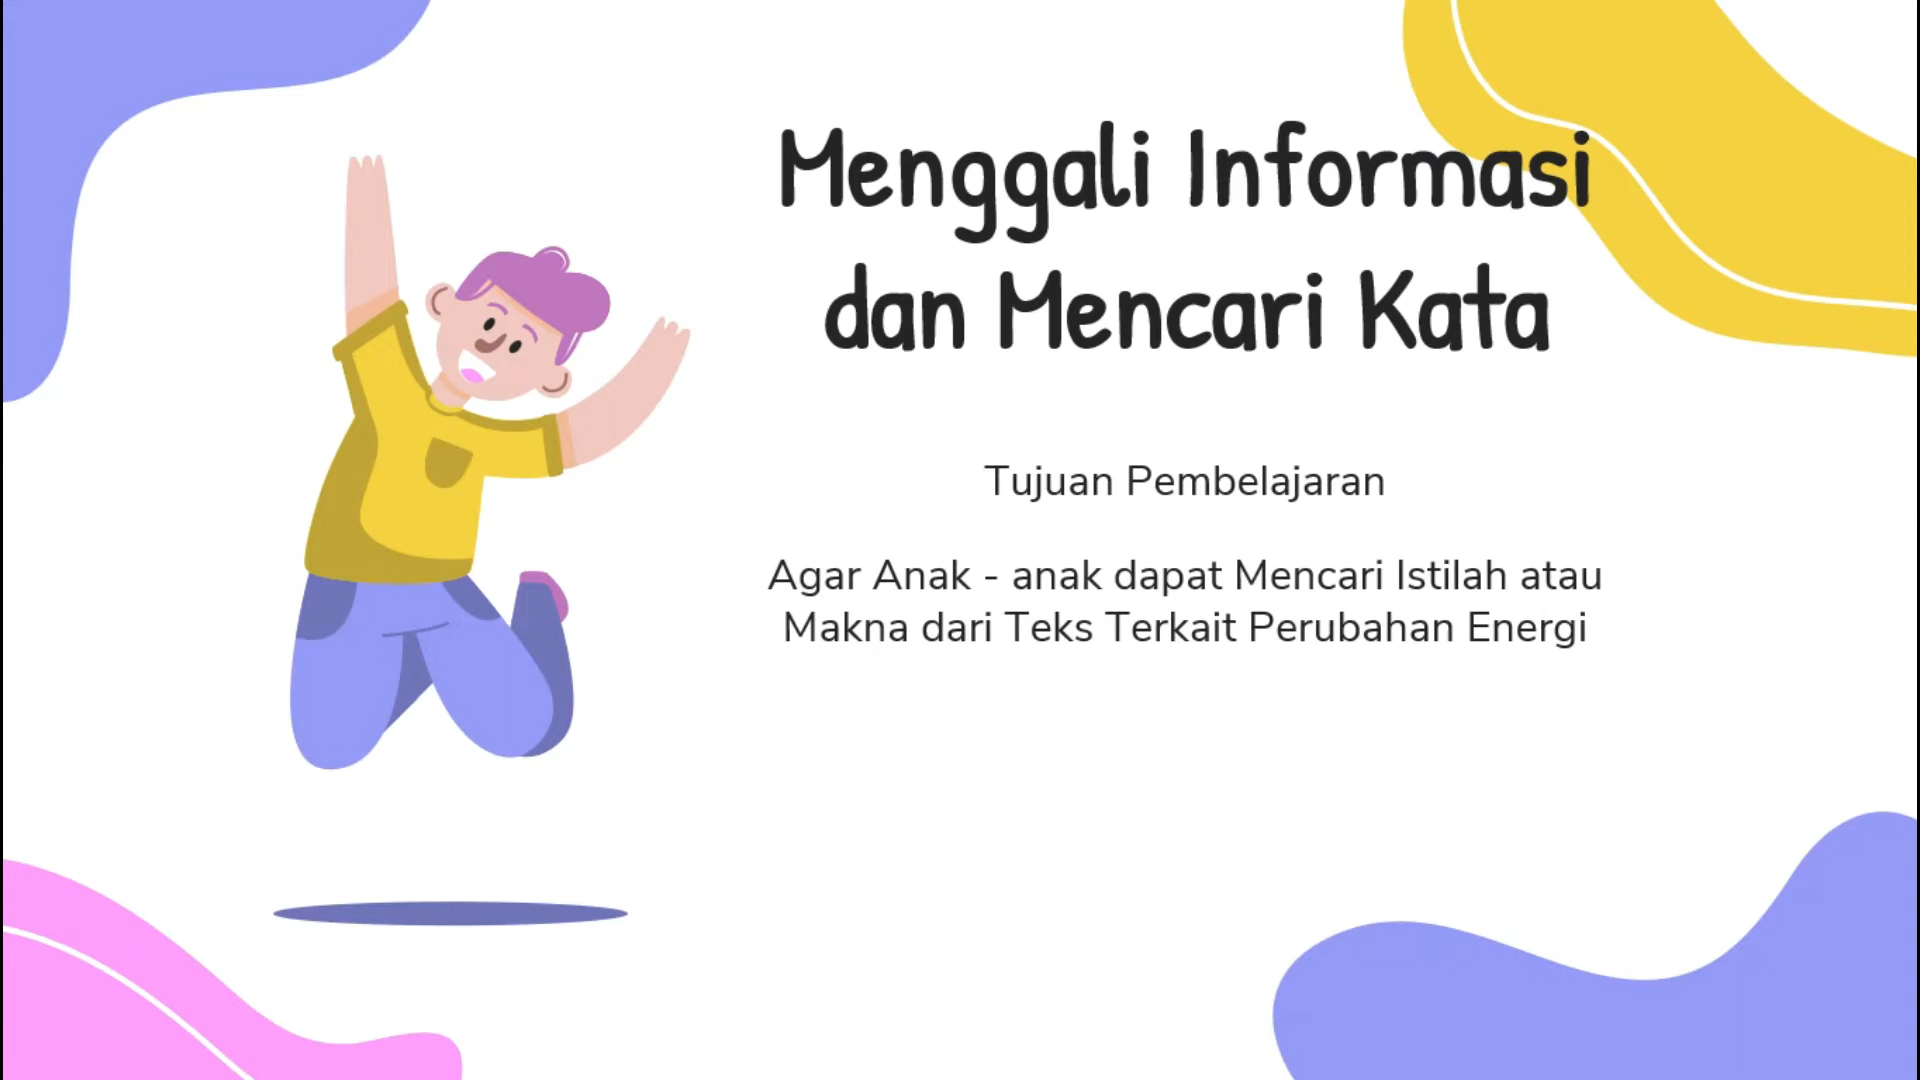 Menggali Informasi
dan Mencari Kata
Tujuan Pembelajaran
Agar Anak - anak dapat Mencari Istilah atau
Makna dari Teks Terkait Perubahan Energi